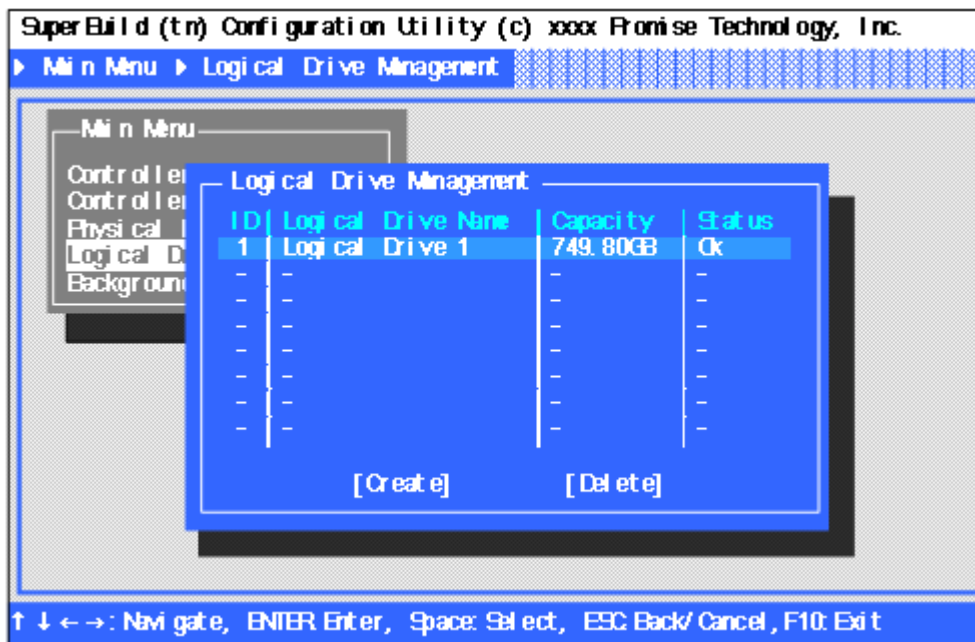 SuperBuild (tm) Configuration Utility (c) xxxx Promise Technology, Inc.
▶ Main Menu ▶ Logical Drive Management
Main Menu
Controller
Controller
Physical
Logical
Background
Logical Drive Management
ID Logical Drive Name Capacity Status
1 Logical Drive 1 749.80GB Ok
- - - -
- - - -
- - - -
- - - -
- - - -
- - - -
- - - -
[Create] [Delete]
↑ ↓ ← →: Navigate, ENTER: Enter, Space: Select, ESC: Back/Cancel, F10: Exit